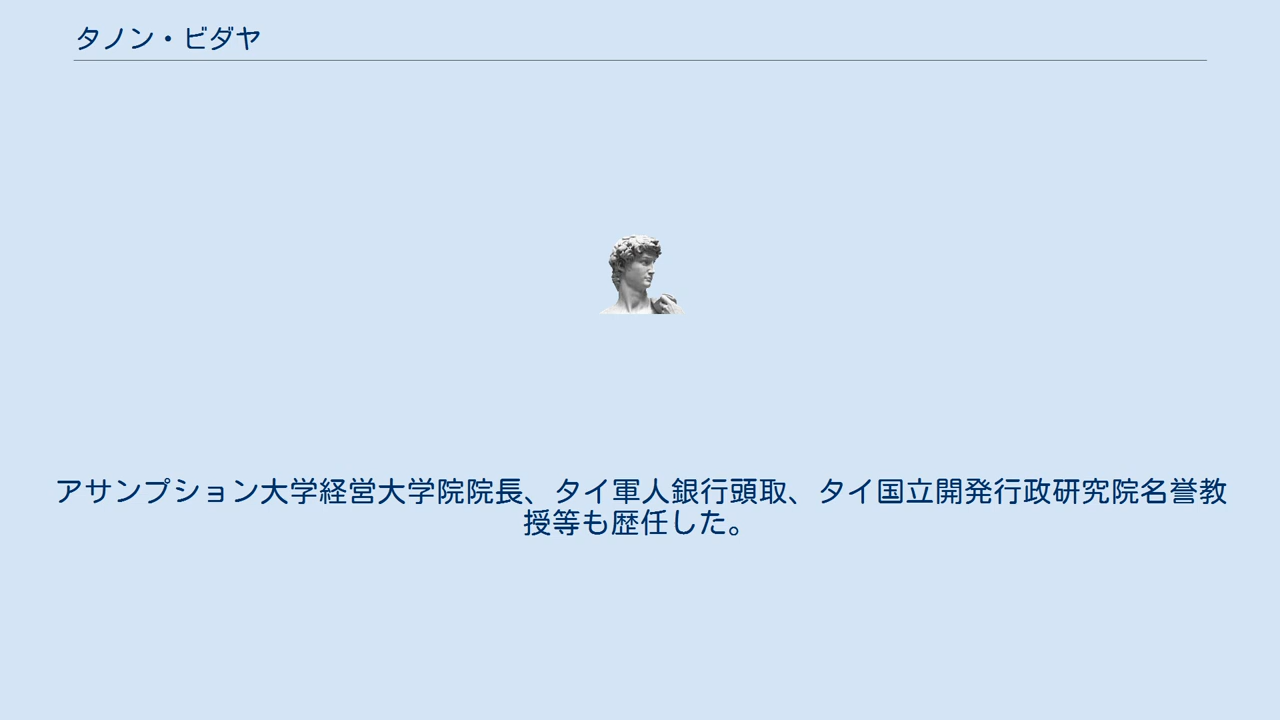 タノン・ビダヤ
アサンプション大学経営大学院院長、タイ軍人銀行頭取、タイ国立開発行政研究院名誉教
授等も歴任した。